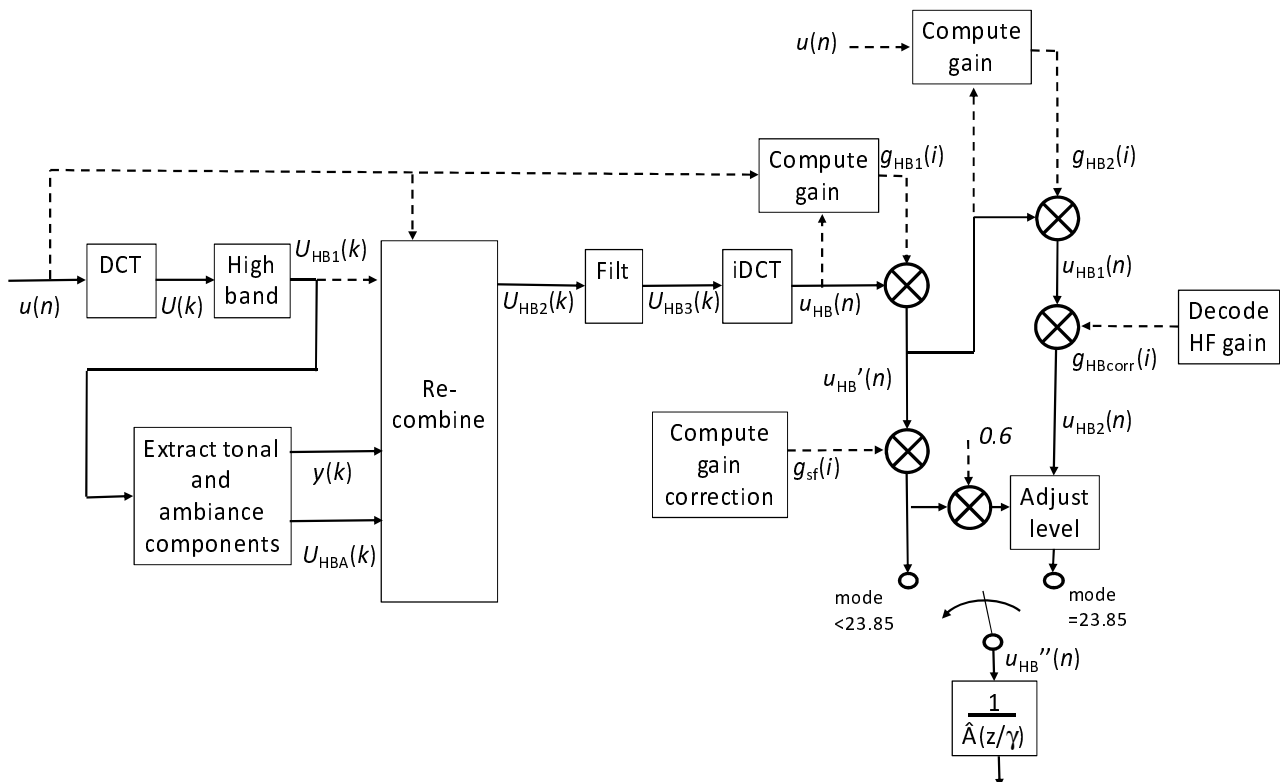 u(n)
Compute
gain
g_HB2(i)
Compute
gain
g_HB1(i)
u(n)
DCT
U(k)
High
band
U_HB1(k)
Re-
combine
U_HB2(k)
Filt
U_HB3(k)
iDCT
u_HB(n)
u_HB1(n)
Decode
HF gain
g_HBcorr(i)
u_HB'(n)
u_HB2(n)
Extract tonal
and
ambiance
components
y(k)
U_HBA(k)
Compute
gain
correction
g_sf(i)
0.6
Adjust
level
mode
<23.85
mode
=23.85
u_HB''(n)
1
Â(z/γ)